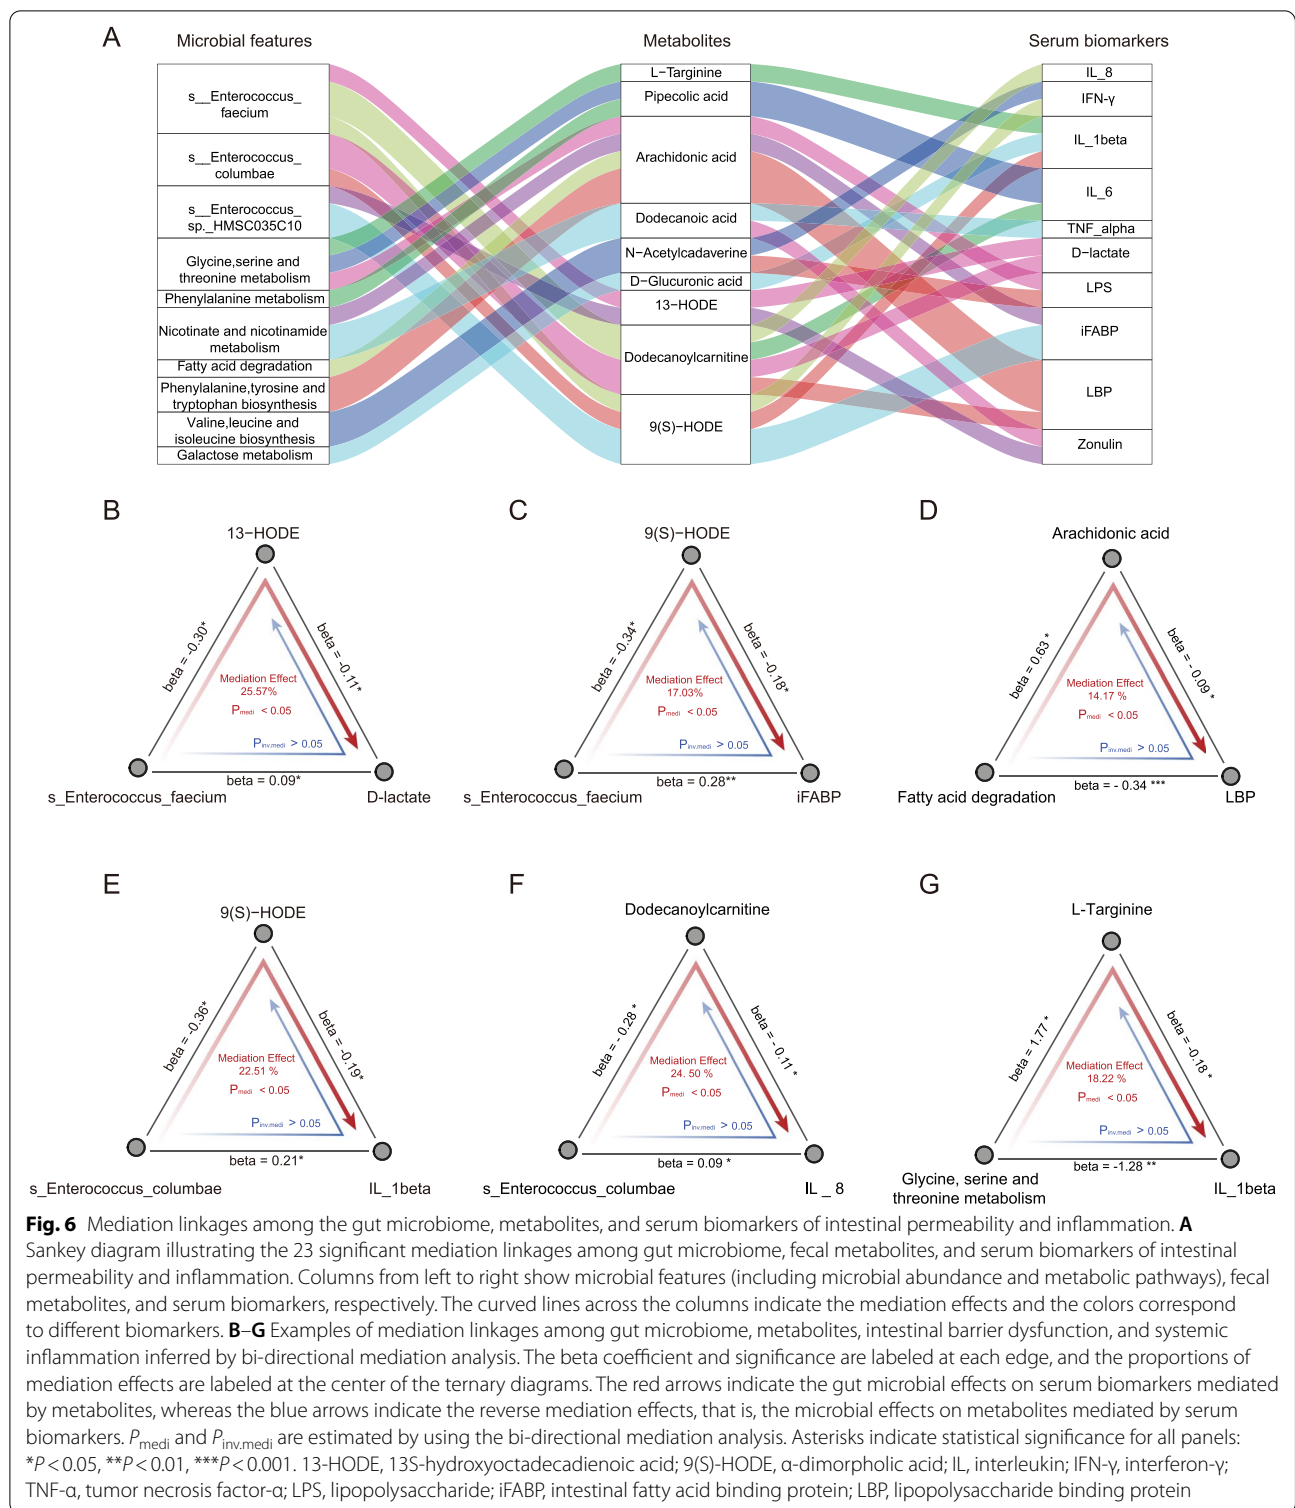 A
Microbial features
Metabolites
Serum biomarkers
s__Enterococcus_
faecium
s__Enterococcus_
columbae
s__Enterococcus_
sp._HMSC035C10
Glycine,serine and
threonine metabolism
Phenylalanine metabolism
Nicotinate and nicotinamide
metabolism
Fatty acid degradation
Phenylalanine,tyrosine and
tryptophan biosynthesis
Valine,leucine and
isoleucine biosynthesis
Galactose metabolism
L−Targinine
Pipecolic acid
Arachidonic acid
Dodecanoic acid
N−Acetylcadaverine
D−Glucuronic acid
13−HODE
Dodecanoylcarnitine
9(S)−HODE
IL_8
IFN-γ
IL_1beta
IL_6
TNF_alpha
D−lactate
LPS
iFABP
LBP
Zonulin
B
13−HODE
beta = -0.30*
beta = -0.11*
Mediation Effect
25.57%
Pmedi < 0.05
Pinv.medi > 0.05
beta = 0.09*
s_Enterococcus_faecium
D-lactate
C
9(S)−HODE
beta = -0.34*
beta = -0.18*
Mediation Effect
17.03%
Pmedi < 0.05
Pinv.medi > 0.05
beta = 0.28**
s_Enterococcus_faecium
iFABP
D
Arachidonic acid
beta = 0.63 *
beta = - 0.09 *
Mediation Effect
14.17 %
Pmedi < 0.05
Pinv.medi > 0.05
beta = - 0.34 ***
Fatty acid degradation
LBP
E
9(S)−HODE
beta = -0.36*
beta = -0.19*
Mediation Effect
22.51 %
Pmedi < 0.05
Pinv.medi > 0.05
beta = 0.21*
s_Enterococcus_columbae
IL_1beta
F
Dodecanoylcarnitine
beta = - 0.28 *
beta = - 0.11 *
Mediation Effect
24. 50 %
Pmedi < 0.05
Pinv.medi > 0.05
beta = 0.09 *
s_Enterococcus_columbae
IL _ 8
G
L-Targinine
beta = 1.77 *
beta = -0.18 *
Mediation Effect
18.22 %
Pmedi < 0.05
Pinv.medi > 0.05
beta = -1.28 **
Glycine, serine and
threonine metabolism
IL_1beta
Fig. 6 Mediation linkages among the gut microbiome, metabolites, and serum biomarkers of intestinal permeability and inflammation. A
Sankey diagram illustrating the 23 significant mediation linkages among gut microbiome, fecal metabolites, and serum biomarkers of intestinal
permeability and inflammation. Columns from left to right show microbial features (including microbial abundance and metabolic pathways), fecal
metabolites, and serum biomarkers, respectively. The curved lines across the columns indicate the mediation effects and the colors correspond
to different biomarkers. B–G Examples of mediation linkages among gut microbiome, metabolites, intestinal barrier dysfunction, and systemic
inflammation inferred by bi-directional mediation analysis. The beta coefficient and significance are labeled at each edge, and the proportions of
mediation effects are labeled at the center of the ternary diagrams. The red arrows indicate the gut microbial effects on serum biomarkers mediated
by metabolites, whereas the blue arrows indicate the reverse mediation effects, that is, the microbial effects on metabolites mediated by serum
biomarkers. Pmedi and Pinv.medi are estimated by using the bi-directional mediation analysis. Asterisks indicate statistical significance for all panels:
*P < 0.05, **P < 0.01, ***P < 0.001. 13-HODE, 13S-hydroxyoctadecadienoic acid; 9(S)-HODE, α-dimorpholic acid; IL, interleukin; IFN-γ, interferon-γ;
TNF-α, tumor necrosis factor-α; LPS, lipopolysaccharide; iFABP, intestinal fatty acid binding protein; LBP, lipopolysaccharide binding protein